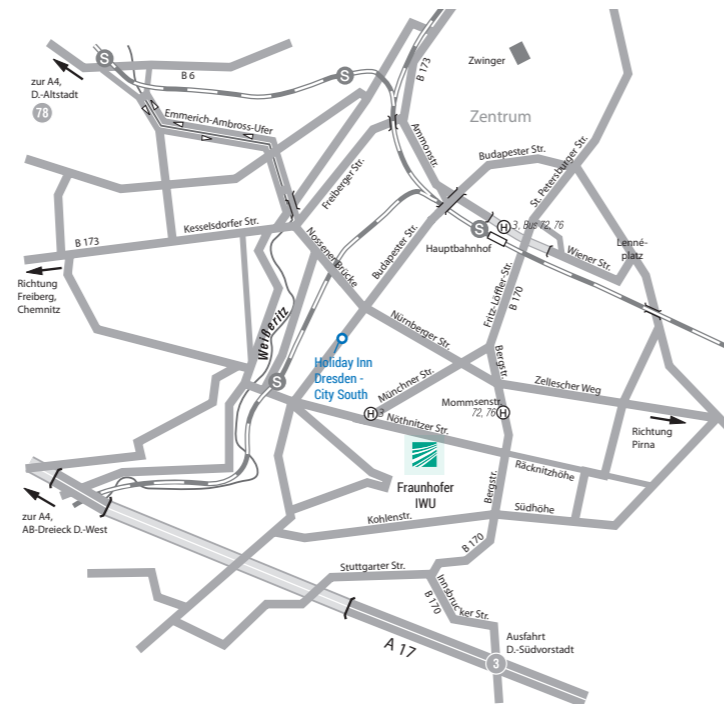 S
S
B 6
B 173
Zwinger
zur A4,
D.-Altstadt
78
Emmerich-Ambross-Ufer
Zentrum
Ammonstr.
Budapester Str.
St. Petersburger Str.
Freiberger Str.
Kesselsdorfer Str.
B 173
S
H 3, Bus 72, 76
Hauptbahnhof
Wiener Str.
Lenné-
platz
Richtung
Freiberg,
Chemnitz
Nossener Brücke
Budapester Str.
Fritz-Löffler-Str.
B 170
Weißeritz
Nürnberger Str.
Holiday Inn
Dresden -
City South
Bergstr.
Münchner Str.
Zellescher Weg
S
Mommsenstr.
72, 76 H
H 3
Nöthnitzer Str.
Richtung
Pirna
Fraunhofer
IWU
Räcknitzhöhe
Bergstr.
Südhöhe
zur A4,
AB-Dreieck D.-West
Kohlenstr.
B 170
Stuttgarter Str.
Innsbrucker Str.
B 170
A 17
Ausfahrt
D.-Südvorstadt
3